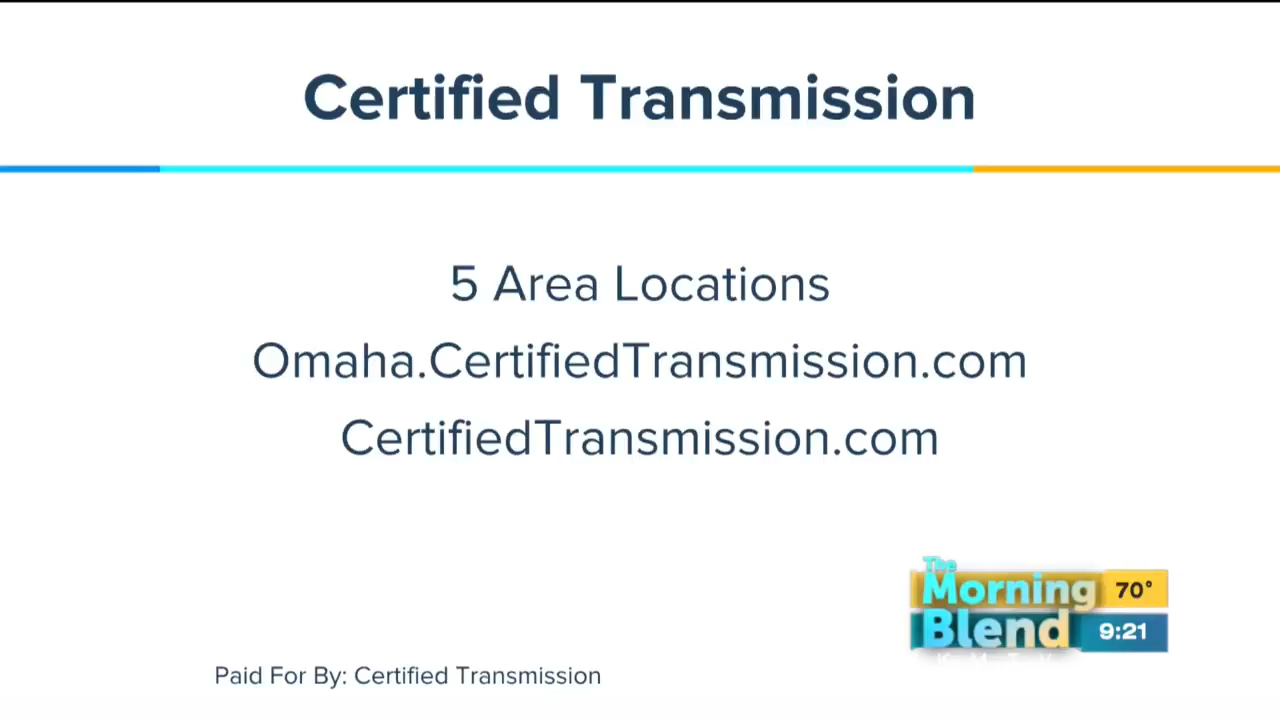 Certified Transmission
5 Area Locations
Omaha.CertifiedTransmission.com
CertifiedTransmission.com
The
Morning
Blend
70°
9:21
Paid For By: Certified Transmission